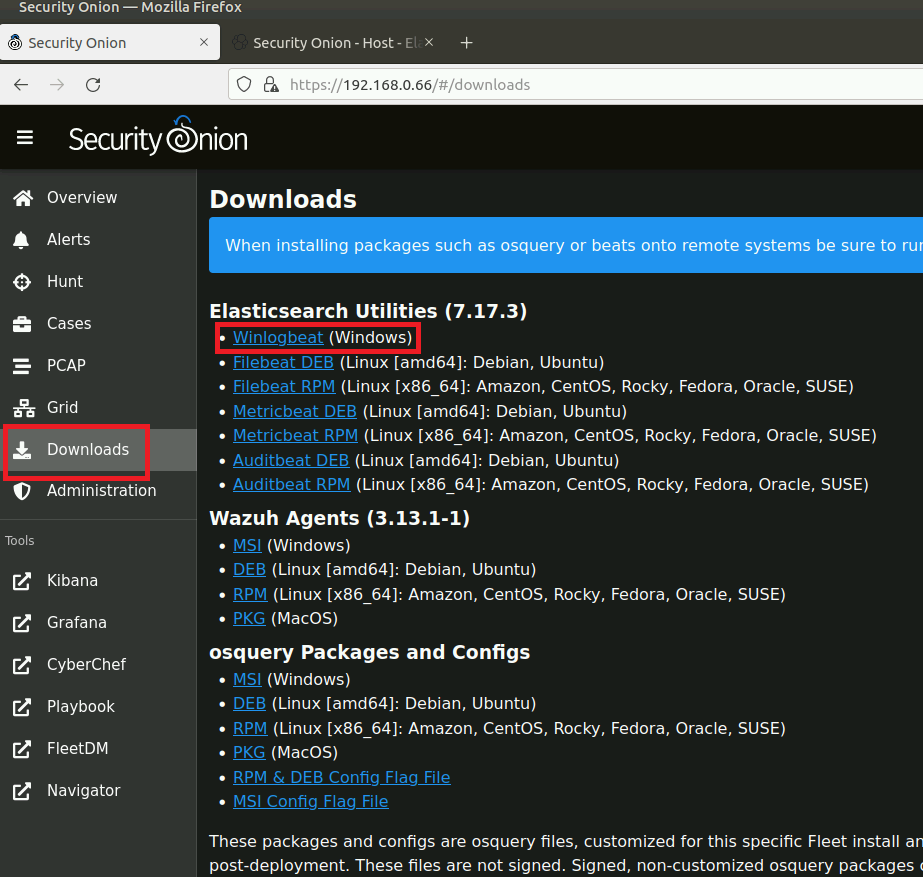 Security Onion — Mozilla Firefox
Security Onion
Security Onion - Host - Ela
https://192.168.0.66/#/downloads
Security Onion
Overview
Alerts
Hunt
Cases
PCAP
Grid
Downloads
Administration
Tools
Kibana
Grafana
CyberChef
Playbook
FleetDM
Navigator
Downloads
When installing packages such as osquery or beats onto remote systems be sure to run
Elasticsearch Utilities (7.17.3)
• Winlogbeat (Windows)
• Filebeat DEB (Linux [amd64]: Debian, Ubuntu)
• Filebeat RPM (Linux [x86_64]: Amazon, CentOS, Rocky, Fedora, Oracle, SUSE)
• Metricbeat DEB (Linux [amd64]: Debian, Ubuntu)
• Metricbeat RPM (Linux [x86_64]: Amazon, CentOS, Rocky, Fedora, Oracle, SUSE)
• Auditbeat DEB (Linux [amd64]: Debian, Ubuntu)
• Auditbeat RPM (Linux [x86_64]: Amazon, CentOS, Rocky, Fedora, Oracle, SUSE)
Wazuh Agents (3.13.1-1)
• MSI (Windows)
• DEB (Linux [amd64]: Debian, Ubuntu)
• RPM (Linux [x86_64]: Amazon, CentOS, Rocky, Fedora, Oracle, SUSE)
• PKG (MacOS)
osquery Packages and Configs
• MSI (Windows)
• DEB (Linux [amd64]: Debian, Ubuntu)
• RPM (Linux [x86_64]: Amazon, CentOS, Rocky, Fedora, Oracle, SUSE)
• PKG (MacOS)
• RPM & DEB Config Flag File
• MSI Config Flag File
These packages and configs are osquery files, customized for this specific Fleet install an
post-deployment. These files are not signed. Signed, non-customized osquery packages